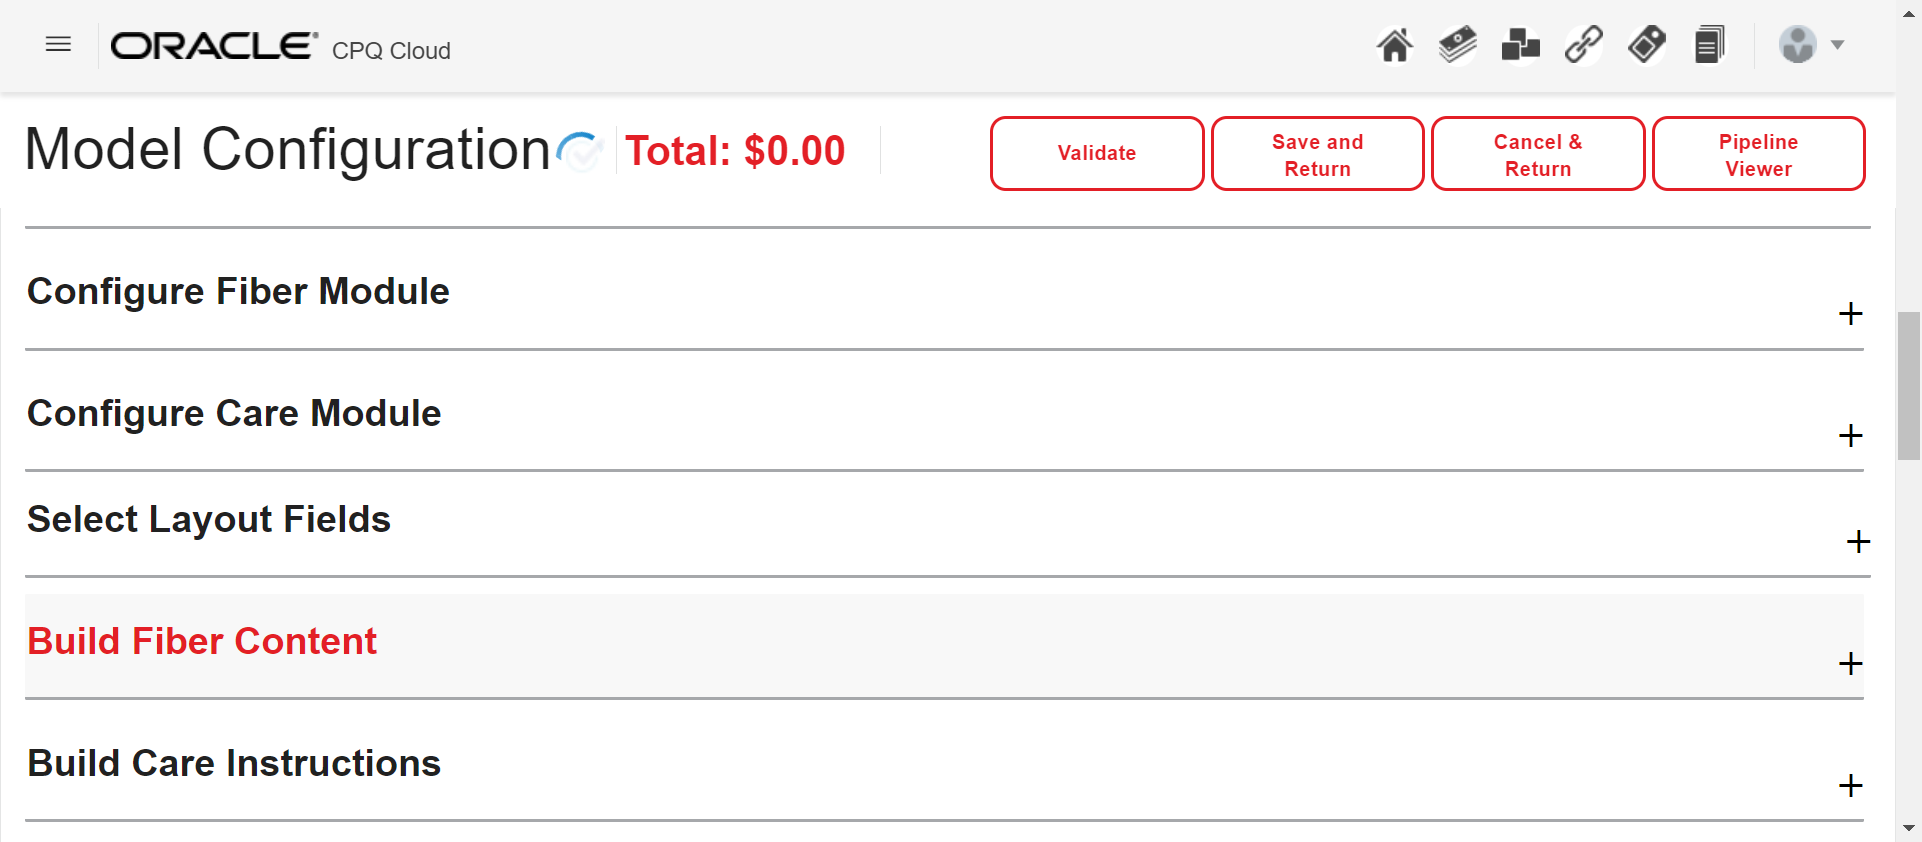 ORACLE® CPQ Cloud
Model Configuration
Total: $0.00
Validate
Save and
Return
Cancel &
Return
Pipeline
Viewer
Configure Fiber Module
Configure Care Module
Select Layout Fields
Build Fiber Content
Build Care Instructions